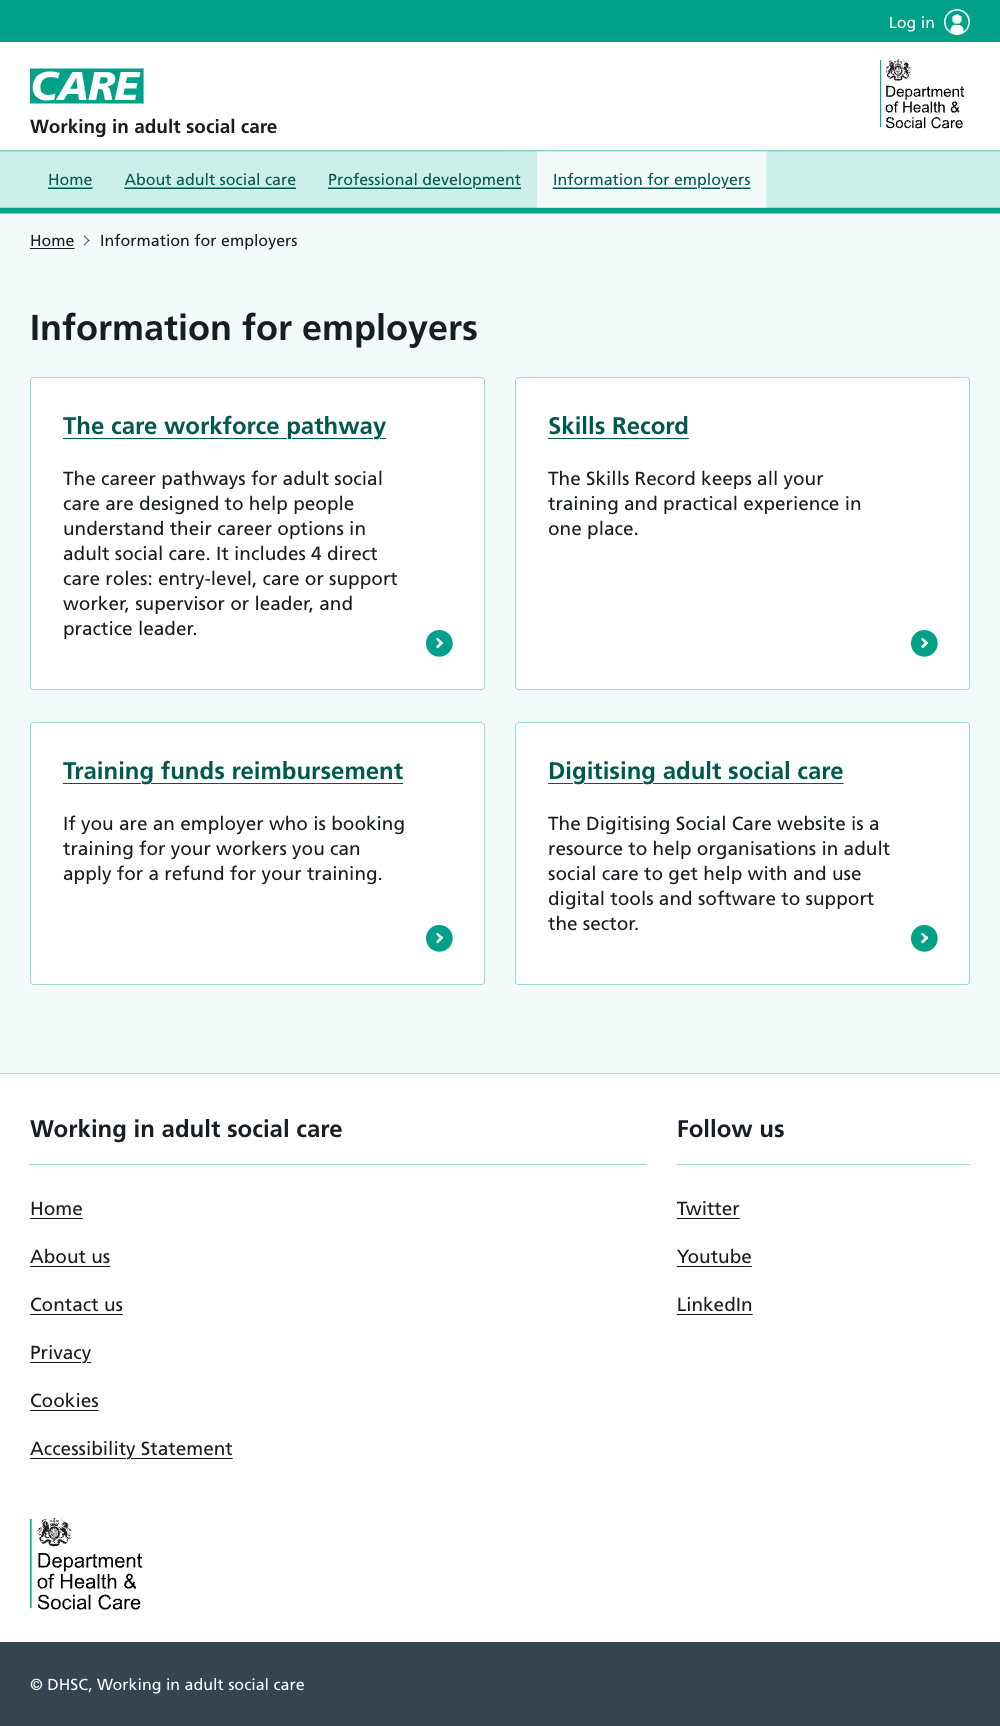 Log in
CARE
Working in adult social care
Department
of Health &
Social Care
Home
About adult social care
Professional development
Information for employers
Home > Information for employers
Information for employers
The care workforce pathway
The career pathways for adult social
care are designed to help people
understand their career options in
adult social care. It includes 4 direct
care roles: entry-level, care or support
worker, supervisor or leader, and
practice leader.
Skills Record
The Skills Record keeps all your
training and practical experience in
one place.
Training funds reimbursement
If you are an employer who is booking
training for your workers you can
apply for a refund for your training.
Digitising adult social care
The Digitising Social Care website is a
resource to help organisations in adult
social care to get help with and use
digital tools and software to support
the sector.
Working in adult social care
Home
About us
Contact us
Privacy
Cookies
Accessibility Statement
Follow us
Twitter
Youtube
LinkedIn
Department
of Health &
Social Care
© DHSC, Working in adult social care